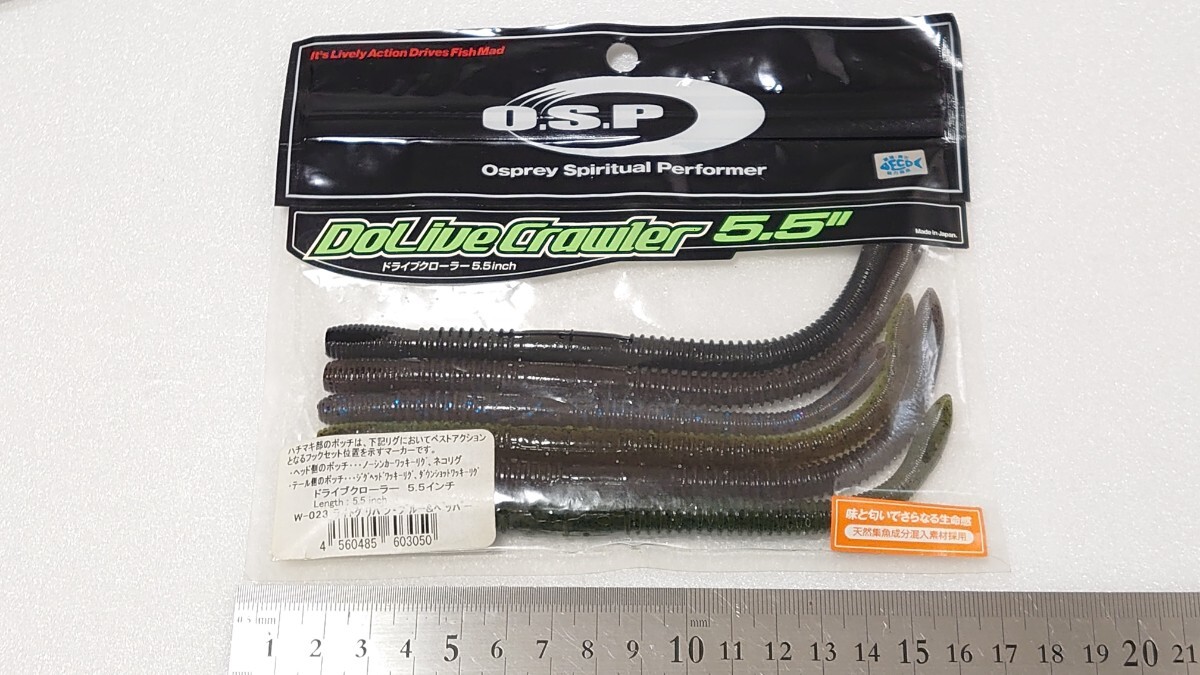 It's Lively Action Drives Fish Mad
O.S.P
Osprey Spiritual Performer
ECO
DoLive Crawler 5.5"
ドライブクローラー 5.5inch
Made in Japan.
ハチマキ部のポッチは、下記リグにおいてベストアクション
となるフックセット位置を示すマーカーです。
・ヘッド側のポッチ・・・ノーシンカーワッキーリグ、ネコリグ
・テール側のポッチ・・・ジグヘッドワッキーリグ、ダウンショットワッキーリグ
ドライブクローラー 5.5インチ
Length : 5.5 inch
W-023
4 560485 603050
味と匂いでさらなる生命感
天然集魚成分混入素材採用
0.5 1mm mm
1 2 3 4 5 6 7 8 9 10 11 12 13 14 15 16 17 18 19 20 21